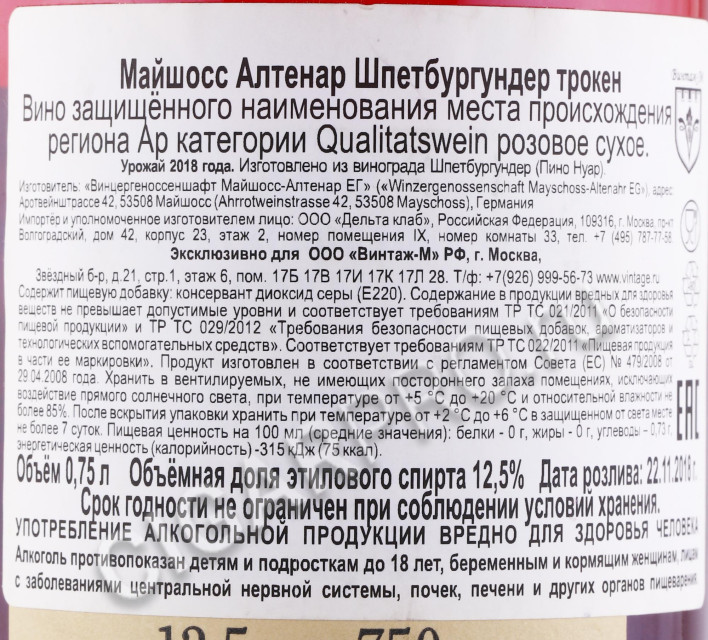 Майшосс Алтенар Шпетбургундер трокен
Винтаж М
Вино защищённого наименования места происхождения
региона Ар категории Qualitatswein розовое сухое.
Урожай 2018 года. Изготовлено из винограда Шпетбургундер (Пино Нуар).
Изготовитель: «Винцергеноссеншафт Майшосс-Алтенар ЕГ» («Winzergenossenschaft Mayschoss-Altenahr EG»), адрес:
Аротвейнштрассе 42, 53508 Майшосс (Ahrrotweinstrasse 42, 53508 Mayschoss), Германия
Импортёр и уполномоченное изготовителем лицо: ООО «Дельта клаб», Российская Федерация, 109316, г. Москва, пр-кт
Волгоградский, дом 42, корпус 23, этаж 2, номер помещения IX, номер комнаты 33, тел. +7 (495) 787-77-58.
Эксклюзивно для ООО «Винтаж-М» РФ, г. Москва,
Звёздный б-р, д.21, стр.1, этаж 6, пом. 17Б 17В 17И 17К 17Л 28. Т/ф: +7(926) 999-56-73 www.vintage.ru
Содержит пищевую добавку: консервант диоксид серы (Е220). Содержание в продукции вредных для здоровья
веществ не превышает допустимые уровни и соответствует требованиям ТР ТС 021/2011 «О безопасности
пищевой продукции» и ТР ТС 029/2012 «Требования безопасности пищевых добавок, ароматизаторов и
технологических вспомогательных средств». Соответствует требованиям ТР ТС 022/2011 «Пищевая продукция
в части ее маркировки». Продукт изготовлен в соответствии с регламентом Совета (ЕС) № 479/2008 от
29.04.2008 года. Хранить в вентилируемых, не имеющих постороннего запаха помещениях, исключающих
воздействие прямого солнечного света, при температуре от +5 °С до +20 °С и относительной влажности не
более 85%. После вскрытия упаковки хранить при температуре от +2 °С до +6 °С в защищенном от света месте
не более 7 суток. Пищевая ценность на 100 мл (средние значения): белки - 0 г, жиры - 0 г, углеводы - 0,73 г,
энергетическая ценность (калорийность) -315 кДж (75 ккал).
ЕАС
Объём 0,75 л Объёмная доля этилового спирта 12,5% Дата розлива: 22.11.2018 г.
Срок годности не ограничен при соблюдении условий хранения.
УПОТРЕБЛЕНИЕ АЛКОГОЛЬНОЙ ПРОДУКЦИИ ВРЕДНО ДЛЯ ЗДОРОВЬЯ ЧЕЛОВЕКА
Алкоголь противопоказан детям и подросткам до 18 лет, беременным и кормящим женщинам, лицам
с заболеваниями центральной нервной системы, почек, печени и других органов пищеварения.
12,5 750
CIGARPRO.ru